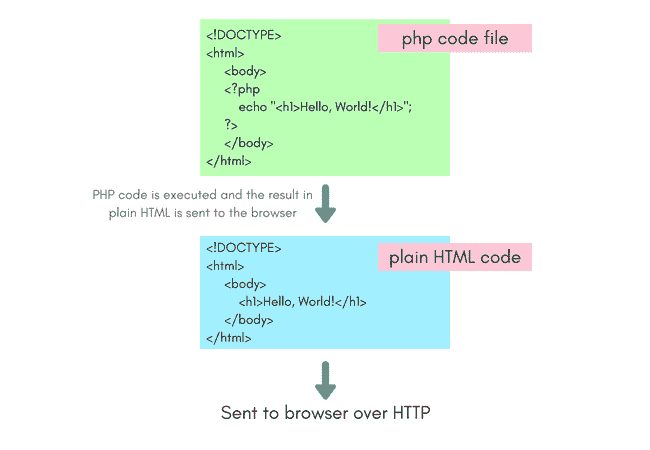 <!DOCTYPE>
php code file
<html>
<body>
<?php
echo "<h1>Hello, World!</h1>";
?>
</body>
</html>
PHP code is executed and the result in
plain HTML is sent to the browser
<!DOCTYPE>
plain HTML code
<html>
<body>
<h1>Hello, World!</h1>
</body>
</html>
Sent to browser over HTTP